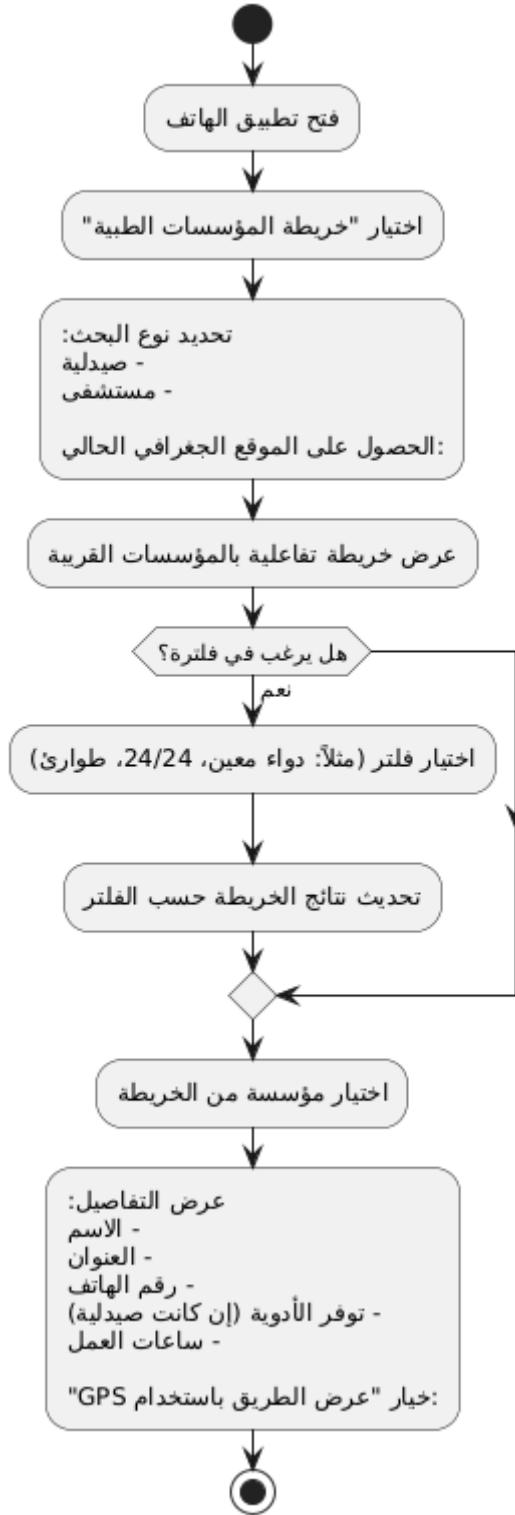 فتح تطبيق الهاتف
اختيار "خريطة المؤسسات الطبية"
تحديد نوع البحث:
- صيدلية
- مستشفى
:الحصول على الموقع الجغرافي الحالي
عرض خريطة تفاعلية بالمؤسسات القريبة
هل يرغب في فلترة؟
نعم
اختيار فلتر (مثلاً: دواء معين، 24/24، طوارئ)
تحديث نتائج الخريطة حسب الفلتر
اختيار مؤسسة من الخريطة
عرض التفاصيل:
- الاسم
- العنوان
- رقم الهاتف
- توفر الأدوية (إن كانت صيدلية)
- ساعات العمل
:خيار "عرض الطريق باستخدام GPS"